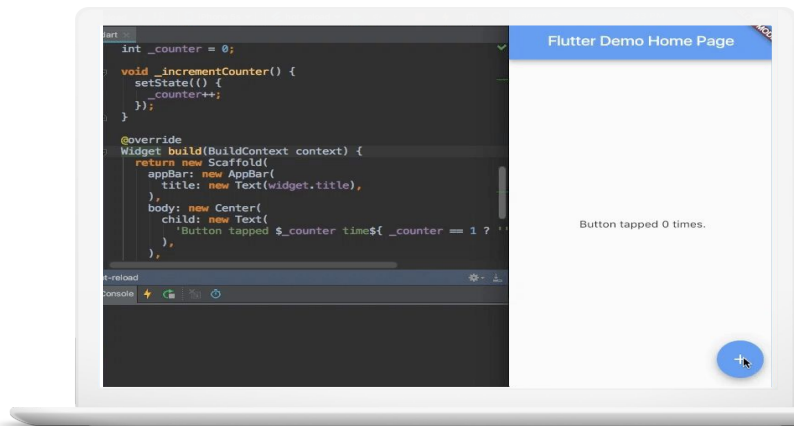 dart
int _counter = 0;
void _incrementCounter() {
setState(() {
_counter++;
});
}
@override
Widget build(BuildContext context) {
return new Scaffold(
appBar: new AppBar(
title: new Text(widget.title),
),
body: new Center(
child: new Text(
'Button tapped $_counter time${ _counter == 1 ? ''
),
),
t-reload
Console
Flutter Demo Home Page
Button tapped 0 times.
+